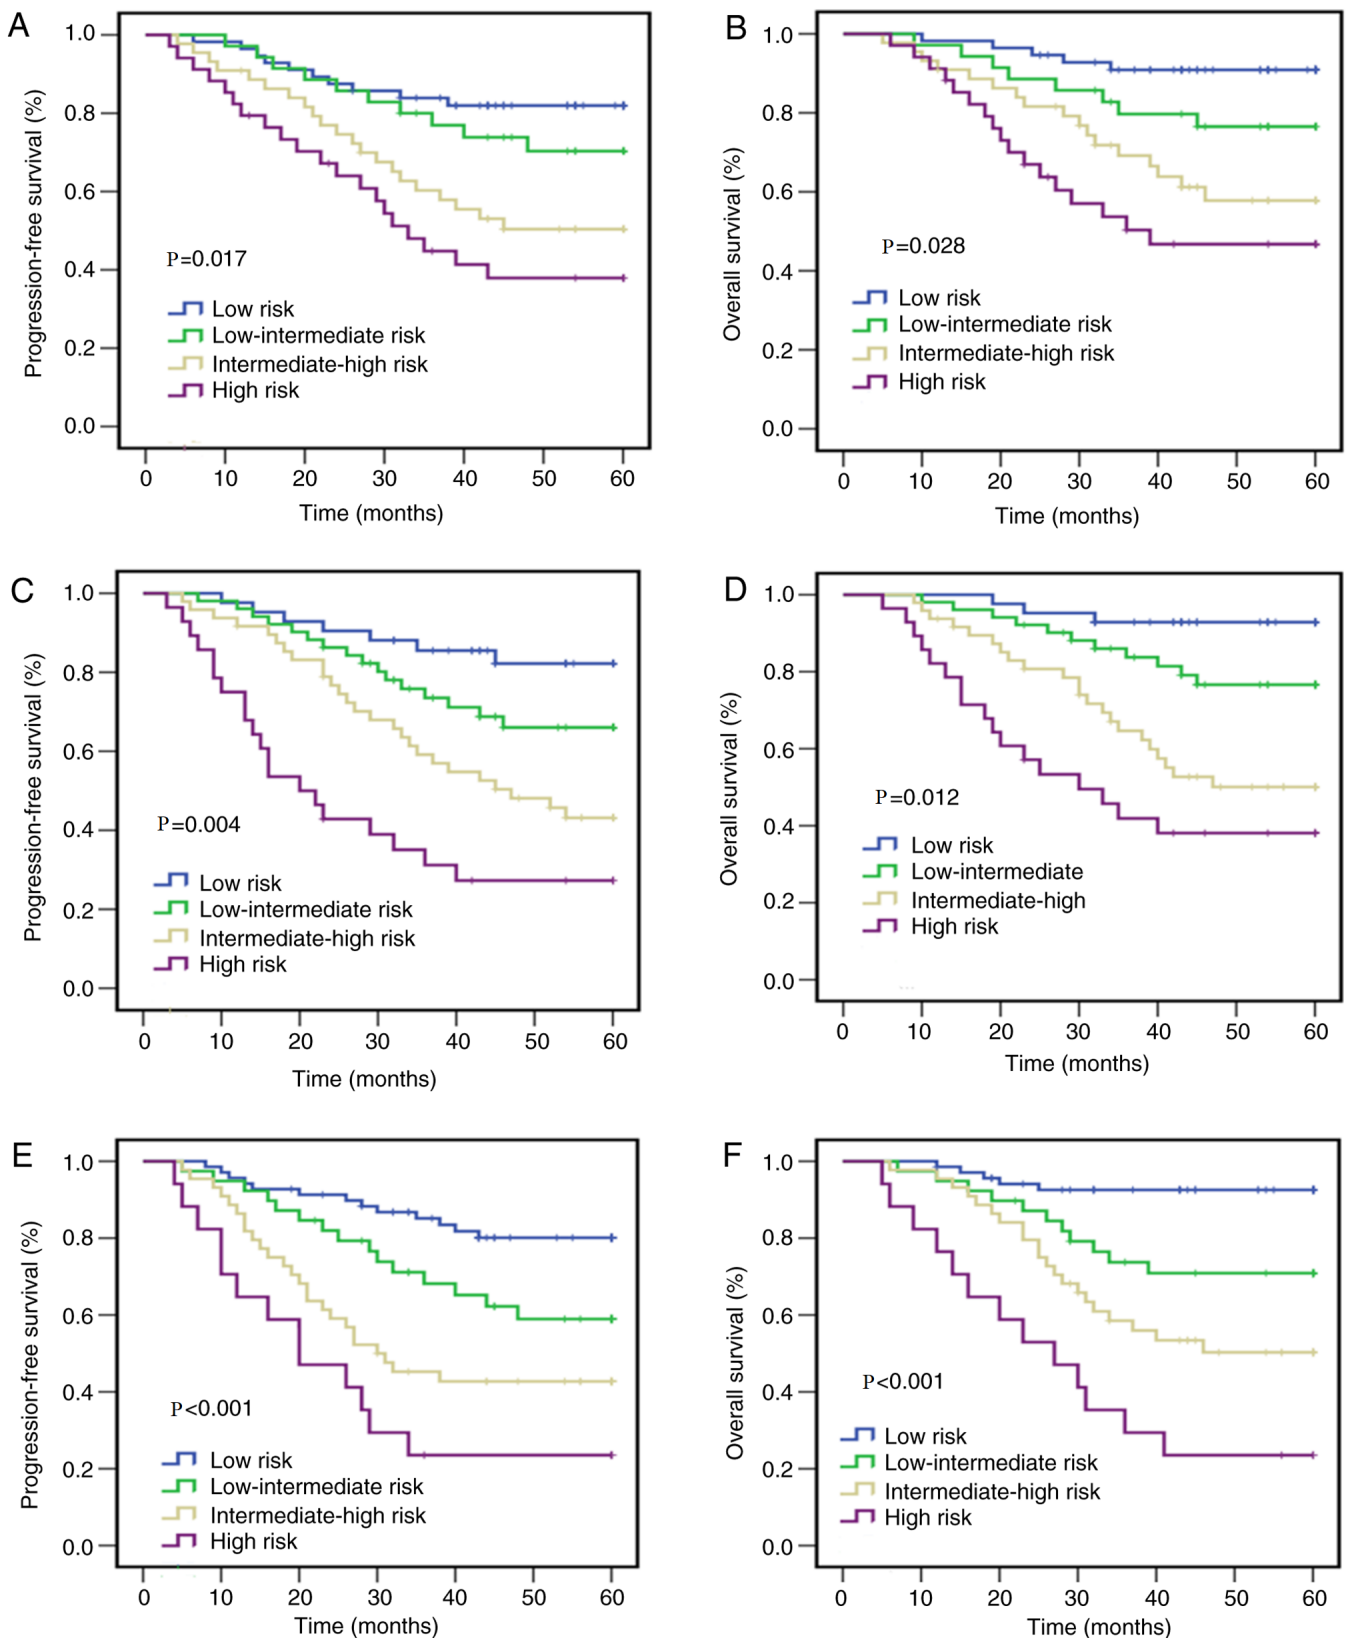 A
Progression-free survival (%)
1.0
0.8
0.6
0.4
0.2
0.0
P=0.017
Low risk
Low-intermediate risk
Intermediate-high risk
High risk
0 10 20 30 40 50 60
Time (months)
B
Overall survival (%)
1.0
0.8
0.6
0.4
0.2
0.0
P=0.028
Low risk
Low-intermediate risk
Intermediate-high risk
High risk
0 10 20 30 40 50 60
Time (months)
C
Progression-free survival (%)
1.0
0.8
0.6
0.4
0.2
0.0
P=0.004
Low risk
Low-intermediate risk
Intermediate-high risk
High risk
0 10 20 30 40 50 60
Time (months)
D
Overall survival (%)
1.0
0.8
0.6
0.4
0.2
0.0
P=0.012
Low risk
Low-intermediate
Intermediate-high
High risk
0 10 20 30 40 50 60
Time (months)
E
Progression-free survival (%)
1.0
0.8
0.6
0.4
0.2
0.0
P<0.001
Low risk
Low-intermediate risk
Intermediate-high risk
High risk
0 10 20 30 40 50 60
Time (months)
F
Overall survival (%)
1.0
0.8
0.6
0.4
0.2
0.0
P<0.001
Low risk
Low-intermediate risk
Intermediate-high risk
High risk
0 10 20 30 40 50 60
Time (months)